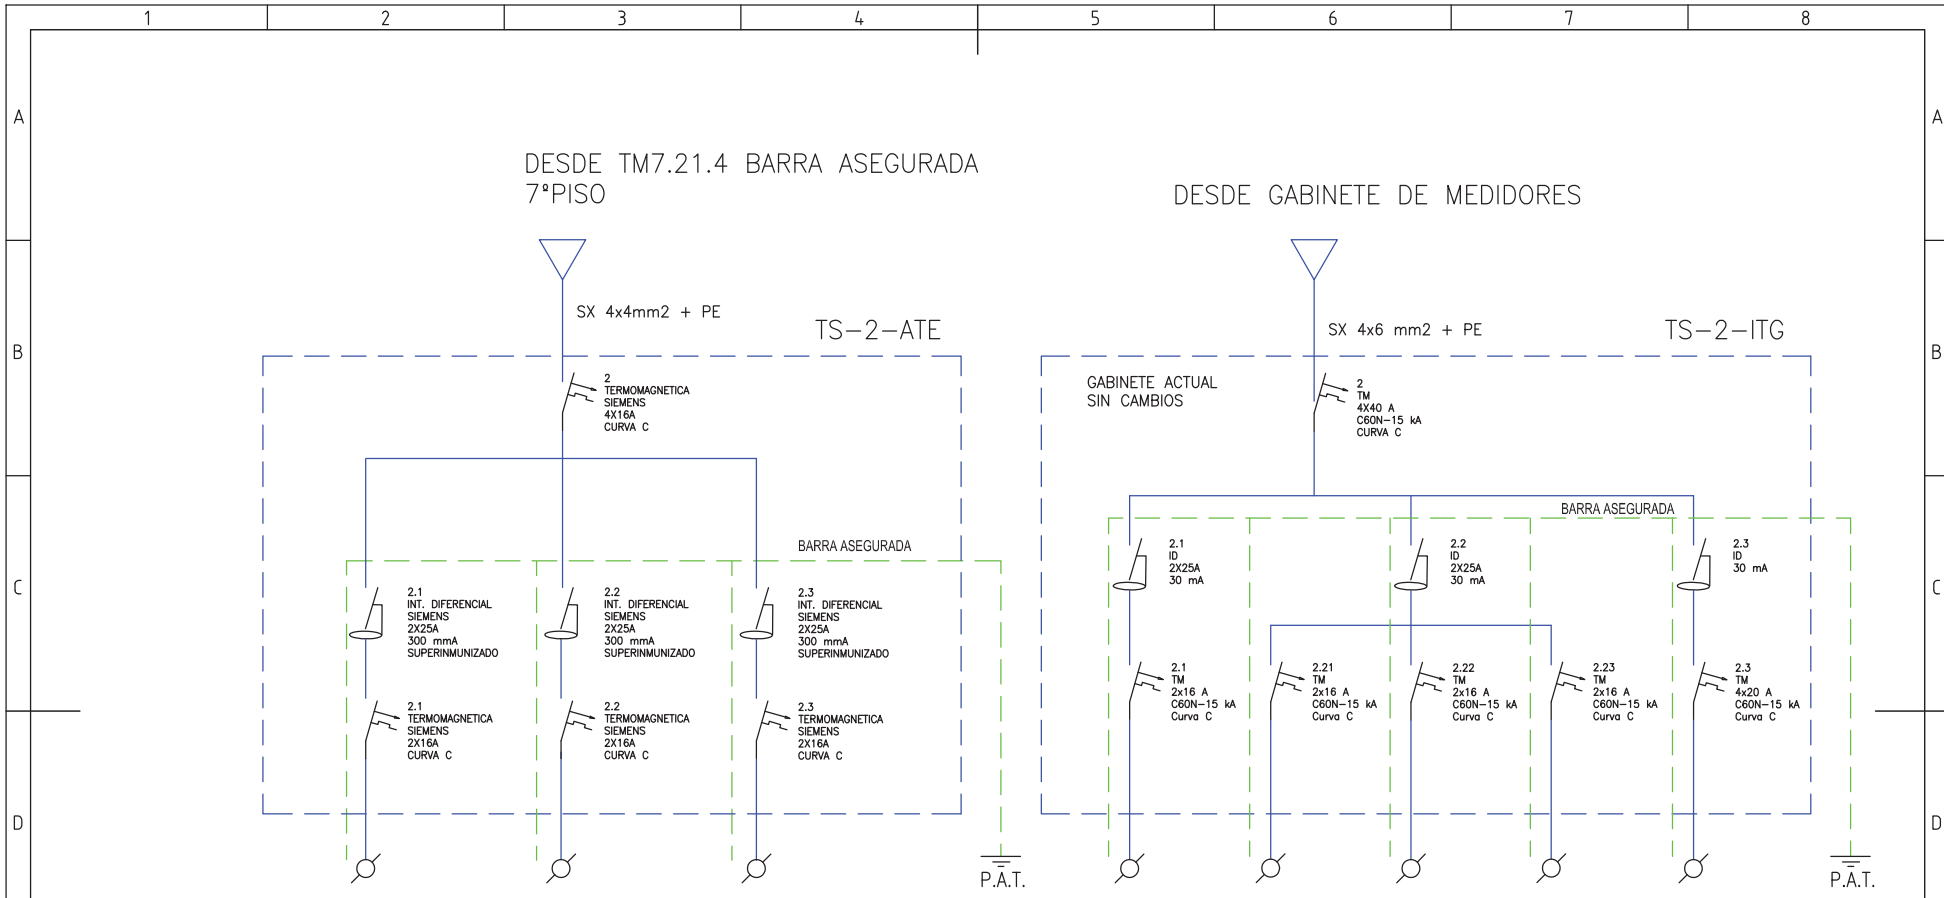 1 2 3 4 5 6 7 8
A A
DESDE TM7.21.4 BARRA ASEGURADA
7ºPISO
DESDE GABINETE DE MEDIDORES
SX 4x4mm2 + PE
TS-2-ATE
SX 4x6 mm2 + PE
TS-2-ITG
B B
2
TERMOMAGNETICA
SIEMENS
4X16A
CURVA C
GABINETE ACTUAL
SIN CAMBIOS
2
TM
4X40 A
C60N-15 kA
CURVA C
BARRA ASEGURADA
BARRA ASEGURADA
C C
2.1
INT. DIFERENCIAL
SIEMENS
2X25A
300 mmA
SUPERINMUNIZADO
2.2
INT. DIFERENCIAL
SIEMENS
2X25A
300 mmA
SUPERINMUNIZADO
2.3
INT. DIFERENCIAL
SIEMENS
2X25A
300 mmA
SUPERINMUNIZADO
2.1
ID
2X25A
30 mA
2.2
ID
2X25A
30 mA
2.3
ID
30 mA
2.1
TERMOMAGNETICA
SIEMENS
2X16A
CURVA C
2.2
TERMOMAGNETICA
SIEMENS
2X16A
CURVA C
2.3
TERMOMAGNETICA
SIEMENS
2X16A
CURVA C
2.1
TM
2x16 A
C60N-15 kA
Curva C
2.21
TM
2x16 A
C60N-15 kA
Curva C
2.22
TM
2x16 A
C60N-15 kA
Curva C
2.23
TM
2x16 A
C60N-15 kA
Curva C
2.3
TM
4x20 A
C60N-15 kA
Curva C
D D
P.A.T.
P.A.T.